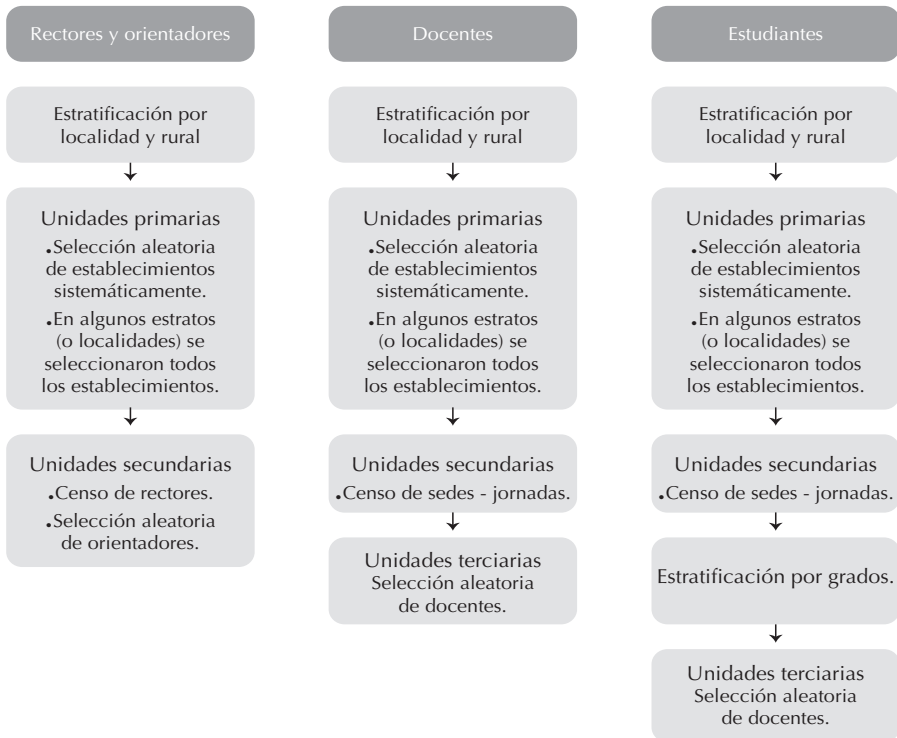 Rectores y orientadores
Estratificación por
localidad y rural
Unidades primarias
.Selección aleatoria
de establecimientos
sistemáticamente.
.En algunos estratos
(o localidades) se
seleccionaron todos
los establecimientos.
Unidades secundarias
.Censo de rectores.
.Selección aleatoria
de orientadores.
Docentes
Estratificación por
localidad y rural
Unidades primarias
.Selección aleatoria
de establecimientos
sistemáticamente.
.En algunos estratos
(o localidades) se
seleccionaron todos
los establecimientos.
Unidades secundarias
.Censo de sedes - jornadas.
Unidades terciarias
Selección aleatoria
de docentes.
Estudiantes
Estratificación por
localidad y rural
Unidades primarias
.Selección aleatoria
de establecimientos
sistemáticamente.
.En algunos estratos
(o localidades) se
seleccionaron todos
los establecimientos.
Unidades secundarias
.Censo de sedes - jornadas.
Estratificación por grados.
Unidades terciarias
Selección aleatoria
de docentes.